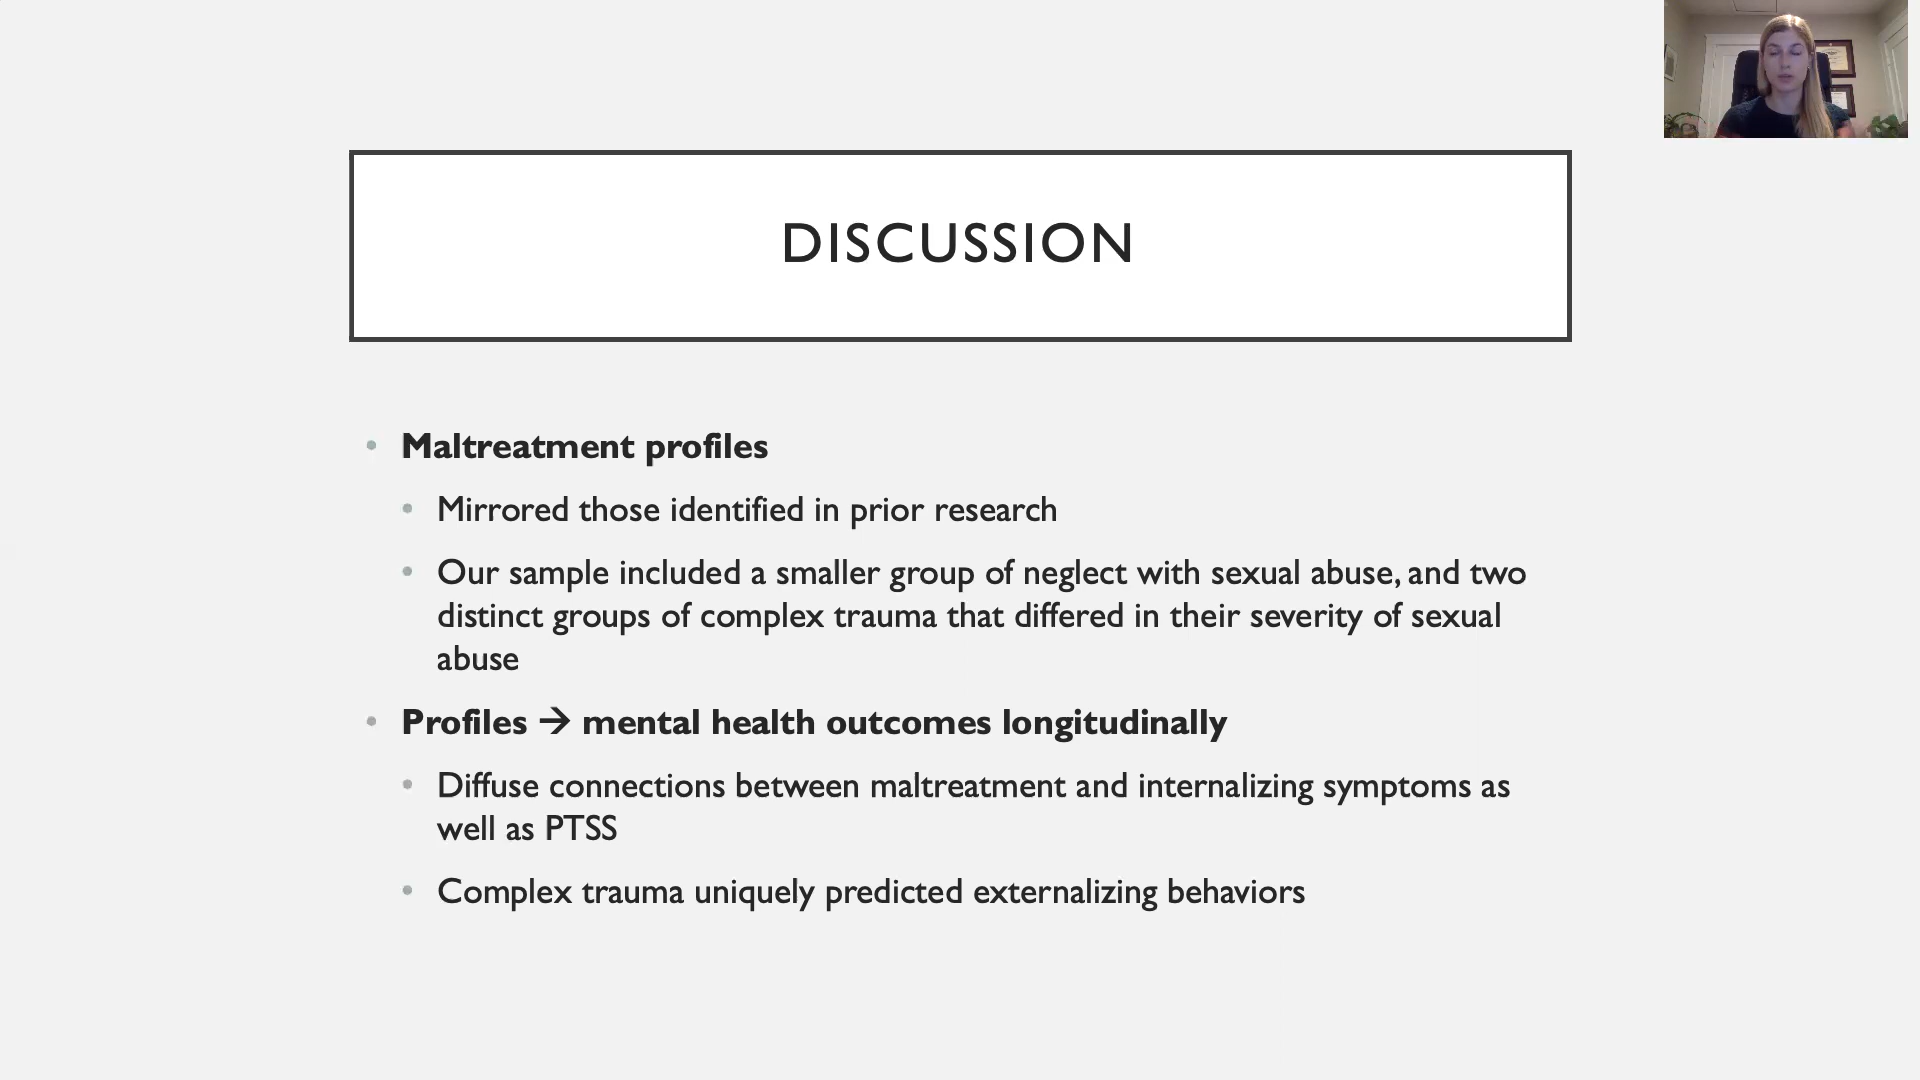 DISCUSSION
• Maltreatment profiles
• Mirrored those identified in prior research
• Our sample included a smaller group of neglect with sexual abuse, and two
distinct groups of complex trauma that differed in their severity of sexual
abuse
• Profiles → mental health outcomes longitudinally
• Diffuse connections between maltreatment and internalizing symptoms as
well as PTSS
• Complex trauma uniquely predicted externalizing behaviors